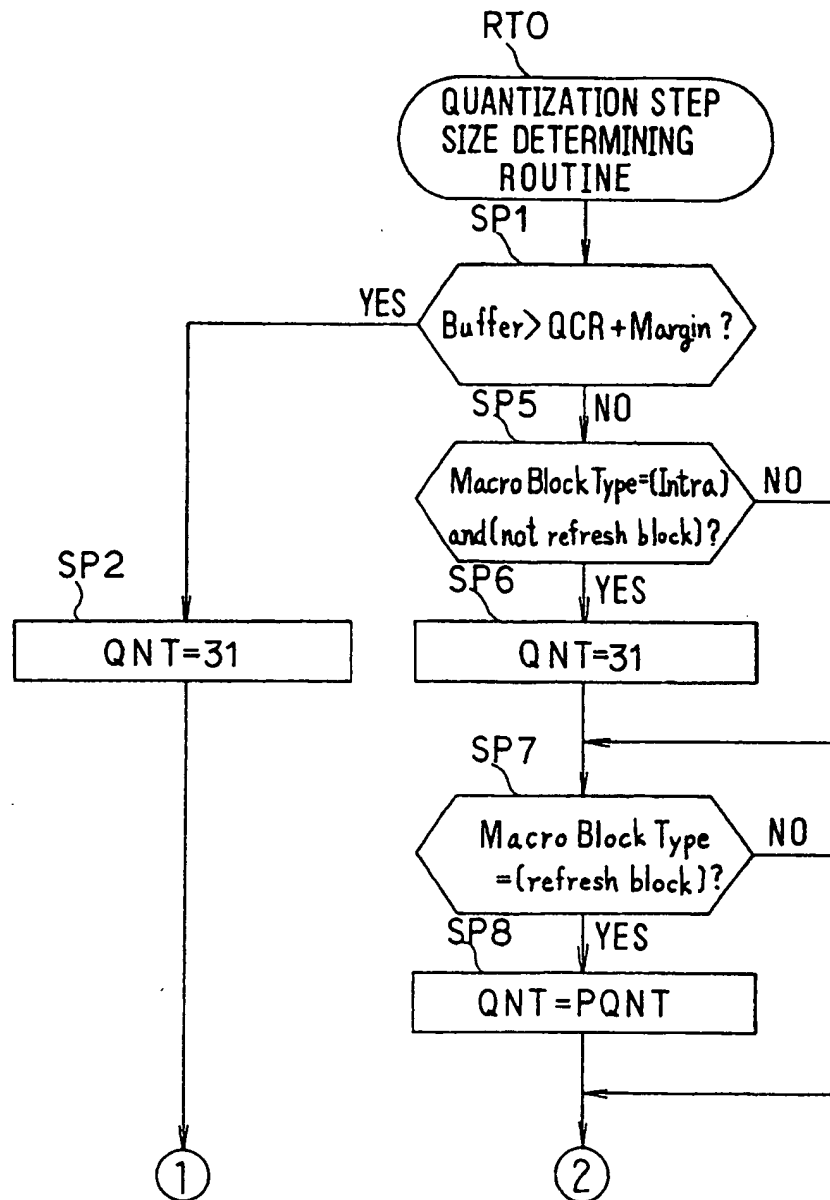 RT0
QUANTIZATION STEP
SIZE DETERMINING
ROUTINE
SP1
YES
Buffer > QCR + Margin ?
SP5
NO
Macro Block Type=(Intra)
NO
and(not refresh block)?
SP2
SP6
YES
QNT=31
QNT=31
SP7
Macro Block Type
NO
=(refresh block)?
SP8
YES
QNT=PQNT
1
2